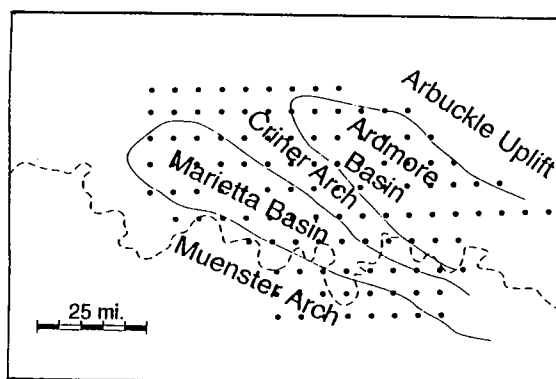 Arbuckle Uplift
Ardmore
Basin
Criner Arch
Marietta Basin
Muenster Arch
25 mi.